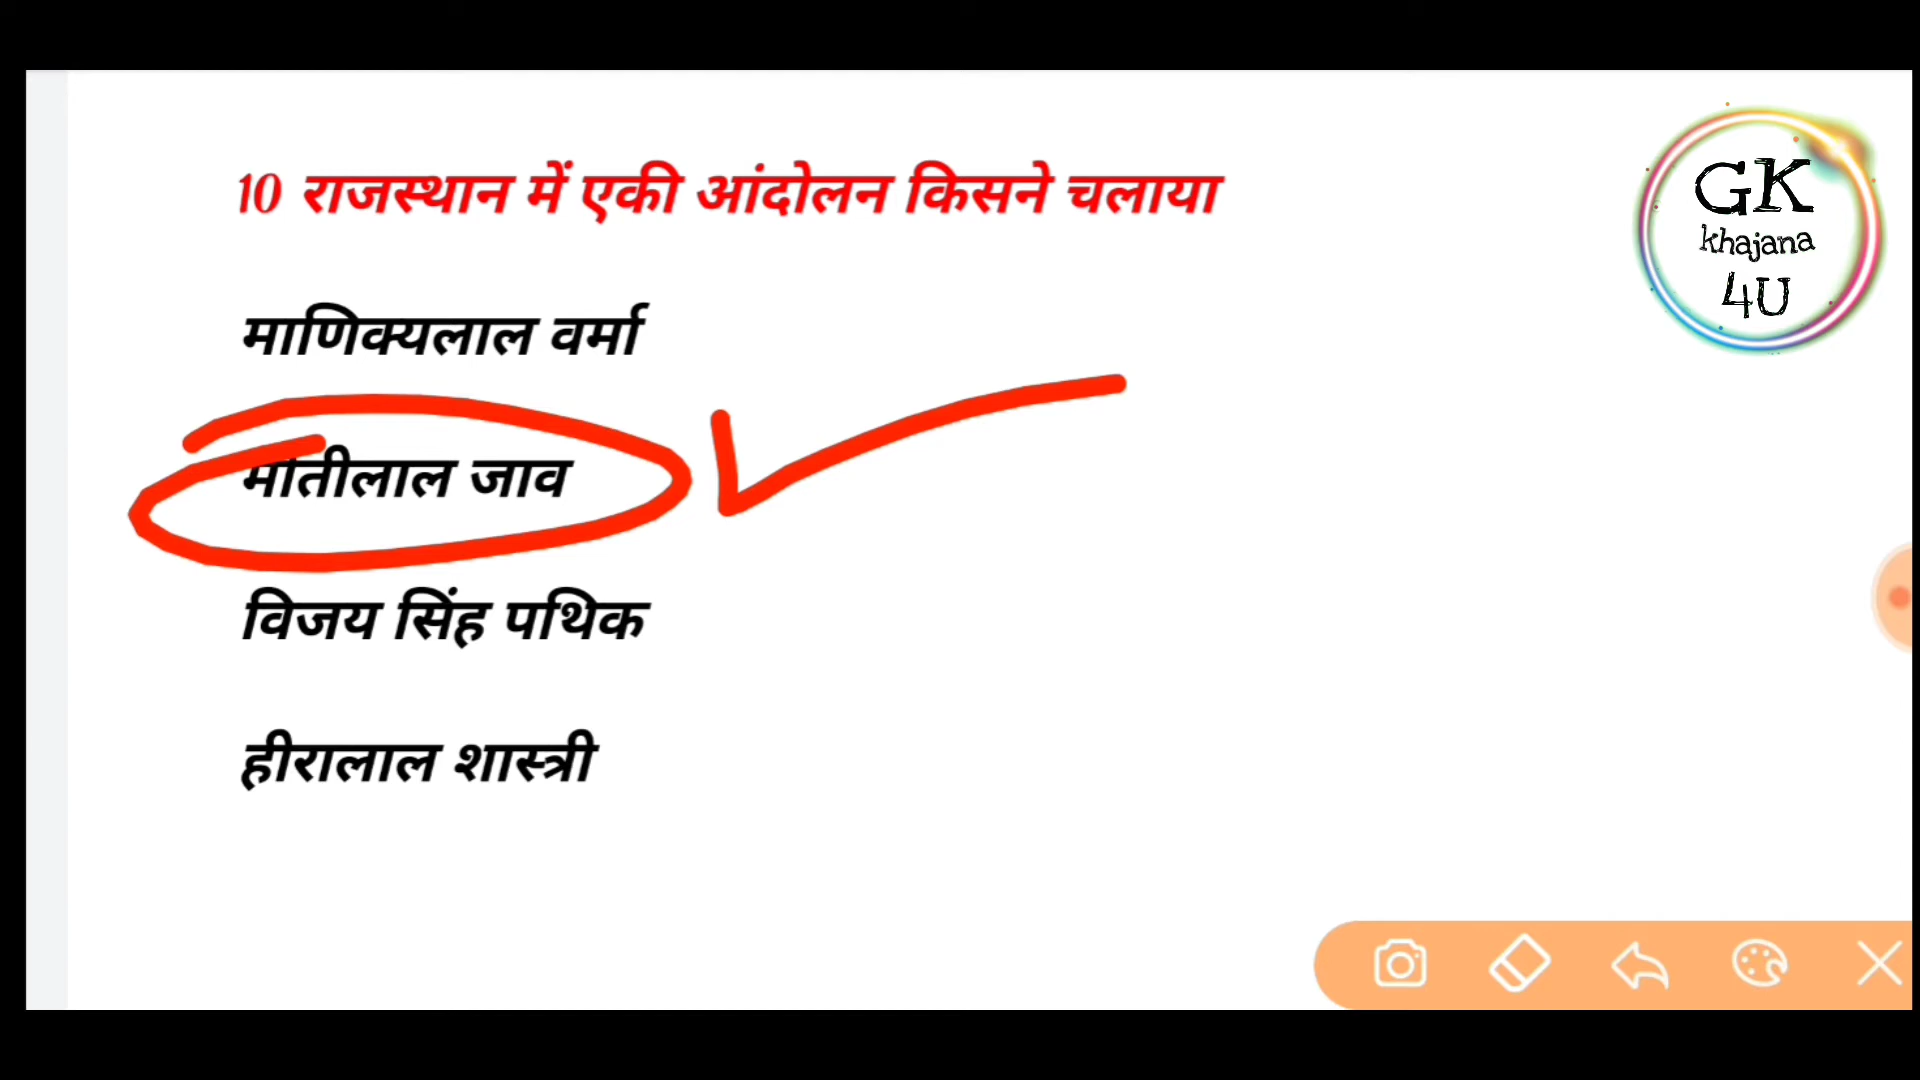 10 राजस्थान में एकी आंदोलन किसने चलाया
माणिक्यलाल वर्मा
मोतीलाल जाव
विजय सिंह पथिक
हीरालाल शास्त्री
GK
khajana
4U